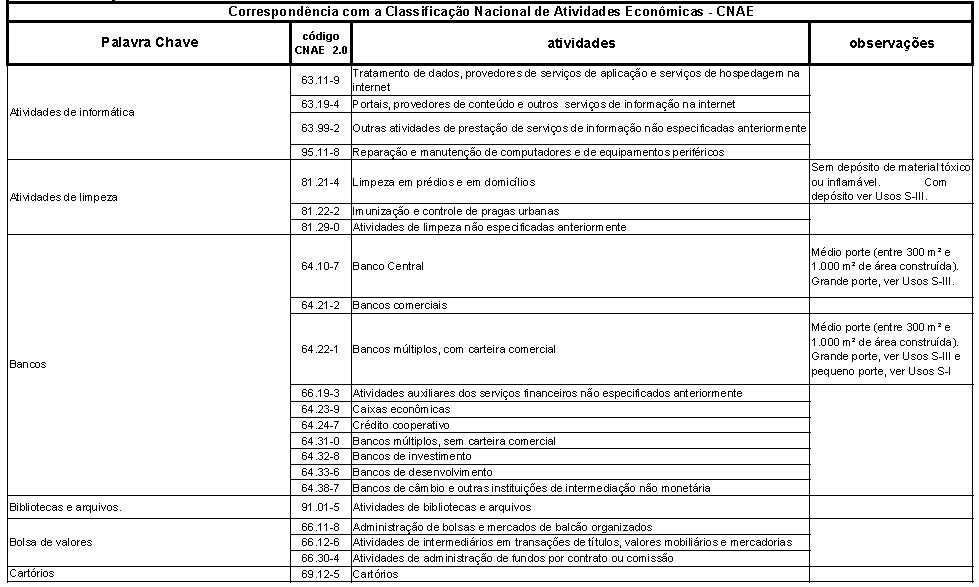 Correspondência com a Classificação Nacional de Atividades Econômicas - CNAE
Palavra Chave
código
CNAE 2.0
atividades
observações
Atividades de informática
63.11-9
Tratamento de dados, provedores de serviços de aplicação e serviços de hospedagem na
internet
63.19-4 Portais, provedores de conteúdo e outros serviços de informação na internet
63.99-2 Outras atividades de prestação de serviços de informação não especificadas anteriormente
95.11-8 Reparação e manutenção de computadores e de equipamentos periféricos
Atividades de limpeza
81.21-4 Limpeza em prédios e em domicílios
Sem depósito de material tóxico
ou inflamável. Com
depósito ver Usos S-III.
81.22-2 Imunização e controle de pragas urbanas
81.29-0 Atividades de limpeza não especificadas anteriormente
Bancos
64.10-7 Banco Central
Médio porte (entre 300 m² e
1.000 m² de área construída).
Grande porte, ver Usos S-III.
64.21-2 Bancos comerciais
64.22-1 Bancos múltiplos, com carteira comercial
Médio porte (entre 300 m² e
1.000 m² de área construída).
Grande porte, ver Usos S-III e
pequeno porte, ver Usos S-I
66.19-3 Atividades auxiliares dos serviços financeiros não especificados anteriormente
64.23-9 Caixas econômicas
64.24-7 Crédito cooperativo
64.31-0 Bancos múltiplos, sem carteira comercial
64.32-8 Bancos de investimento
64.33-6 Bancos de desenvolvimento
64.38-7 Bancos de câmbio e outras instituições de intermediação não monetária
Bibliotecas e arquivos. 91.01-5 Atividades de bibliotecas e arquivos
Bolsa de valores
66.11-8 Administração de bolsas e mercados de balcão organizados
66.12-6 Atividades de intermediários em transações de títulos, valores mobiliários e mercadorias
66.30-4 Atividades de administração de fundos por contrato ou comissão
Cartórios 69.12-5 Cartórios